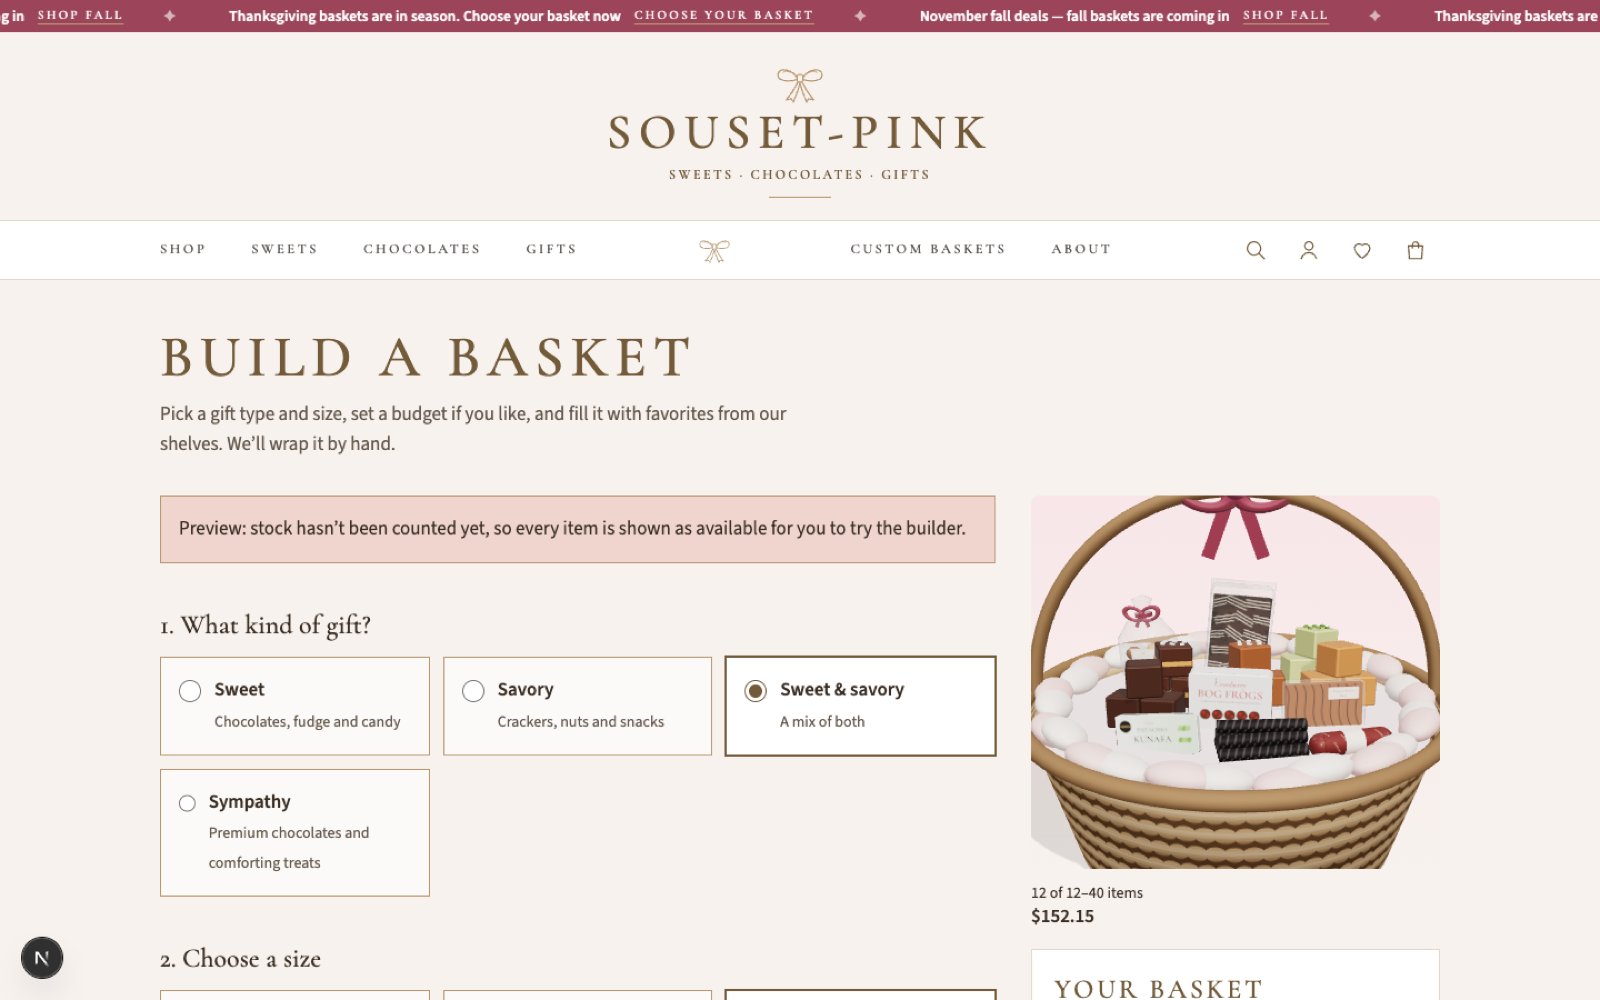 g in SHOP FALL ✦ Thanksgiving baskets are in season. Choose your basket now CHOOSE YOUR BASKET ✦ November fall deals — fall baskets are coming in SHOP FALL ✦ Thanksgiving baskets are
SOUSET-PINK
SWEETS · CHOCOLATES · GIFTS
SHOP SWEETS CHOCOLATES GIFTS CUSTOM BASKETS ABOUT
BUILD A BASKET
Pick a gift type and size, set a budget if you like, and fill it with favorites from our
shelves. We’ll wrap it by hand.
Preview: stock hasn’t been counted yet, so every item is shown as available for you to try the builder.
1. What kind of gift?
Sweet
Chocolates, fudge and candy
Savory
Crackers, nuts and snacks
Sweet & savory
A mix of both
Sympathy
Premium chocolates and
comforting treats
BOG FROGS
KUNAFA
12 of 12–40 items
$152.15
2. Choose a size
YOUR BASKET
N